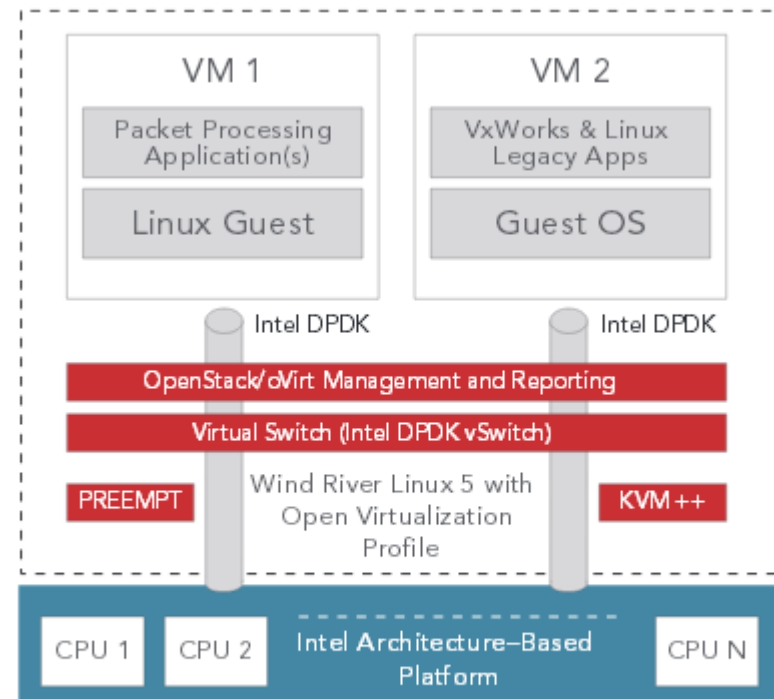 VM 1
Packet Processing
Application(s)
Linux Guest
VM 2
VxWorks & Linux
Legacy Apps
Guest OS
Intel DPDK
Intel DPDK
OpenStack/oVirt Management and Reporting
Virtual Switch (Intel DPDK vSwitch)
PREEMPT
Wind River Linux 5 with
Open Virtualization
Profile
KVM ++
CPU 1
CPU 2
Intel Architecture–Based
Platform
CPU N